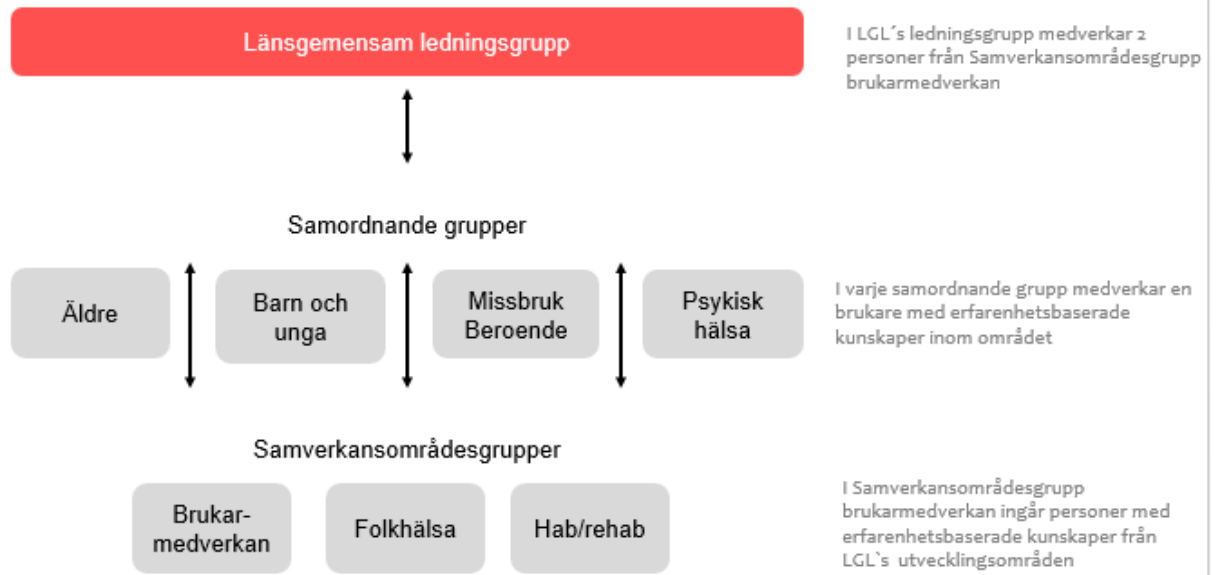 Länsgemensam ledningsgrupp
I LGL´s ledningsgrupp medverkar 2
personer från Samverkansområdesgrupp
brukarmedverkan
Samordnande grupper
Äldre
Barn och
unga
Missbruk
Beroende
Psykisk
hälsa
I varje samordnande grupp medverkar en
brukare med erfarenhetsbaserade
kunskaper inom området
Samverkansområdesgrupper
Brukar-
medverkan
Folkhälsa
Hab/rehab
I Samverkansområdesgrupp
brukarmedverkan ingår personer med
erfarenhetsbaserade kunskaper från
LGL`s utvecklingsområden